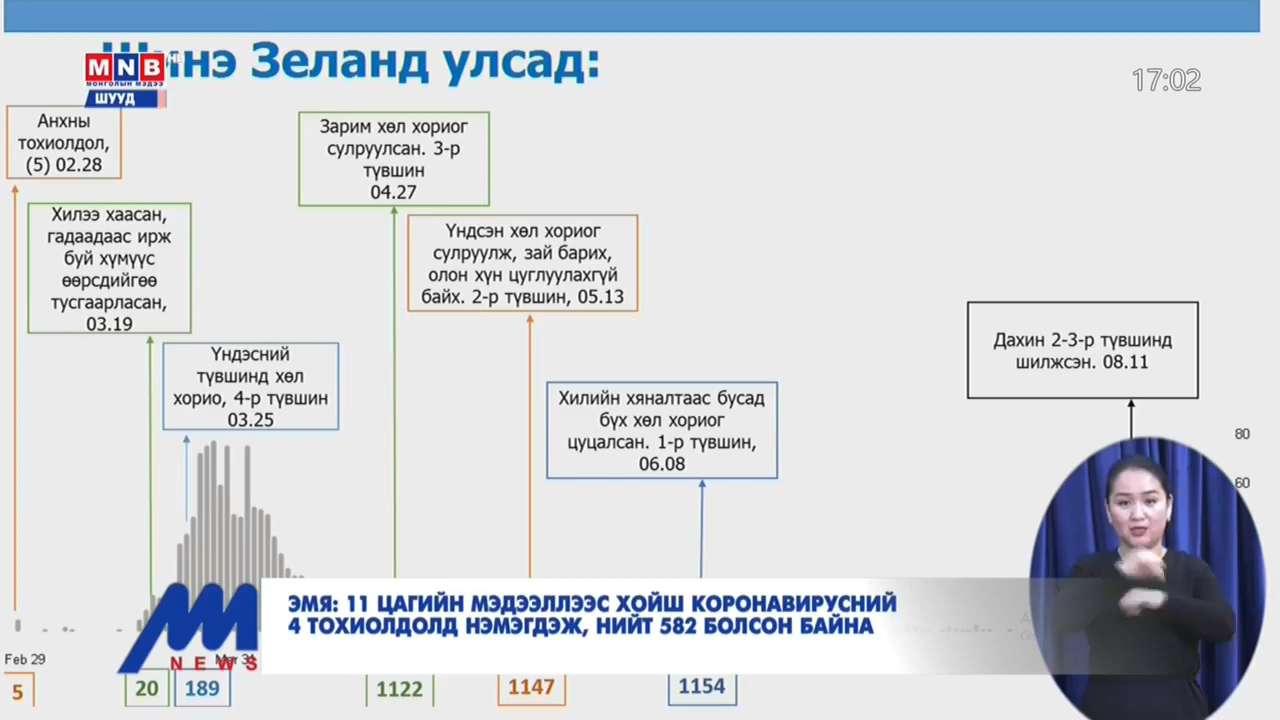 Шинэ Зеланд улсад:
MNB
МОНГОЛЫН МЭДЭЭ
ШУУД
17:02
Анхны
тохиолдол,
(5) 02.28
Зарим хөл хориог
сулруулсан. 3-р
түвшин
04.27
Хилээ хаасан,
гадаадаас ирж
буй хүмүүс
өөрсдийгөө
тусгаарласан,
03.19
Үндсэн хөл хориог
сулруулж, зай барих,
олон хүн цуглуулахгүй
байх. 2-р түвшин, 05.13
Дахин 2-3-р түвшинд
шилжсэн. 08.11
Үндэсний
түвшинд хөл
хорио, 4-р түвшин
03.25
Хилийн хяналтаас бусад
бүх хөл хориог
цуцалсан. 1-р түвшин,
06.08
80
60
ЭМЯ: 11 ЦАГИЙН МЭДЭЭЛЛЭЭС ХОЙШ КОРОНАВИРУСНИЙ
4 ТОХИОЛДОЛД НЭМЭГДЭЖ, НИЙТ 582 БОЛСОН БАЙНА
NEWS
Feb 29
Mar 31
5
20
189
1122
1147
1154